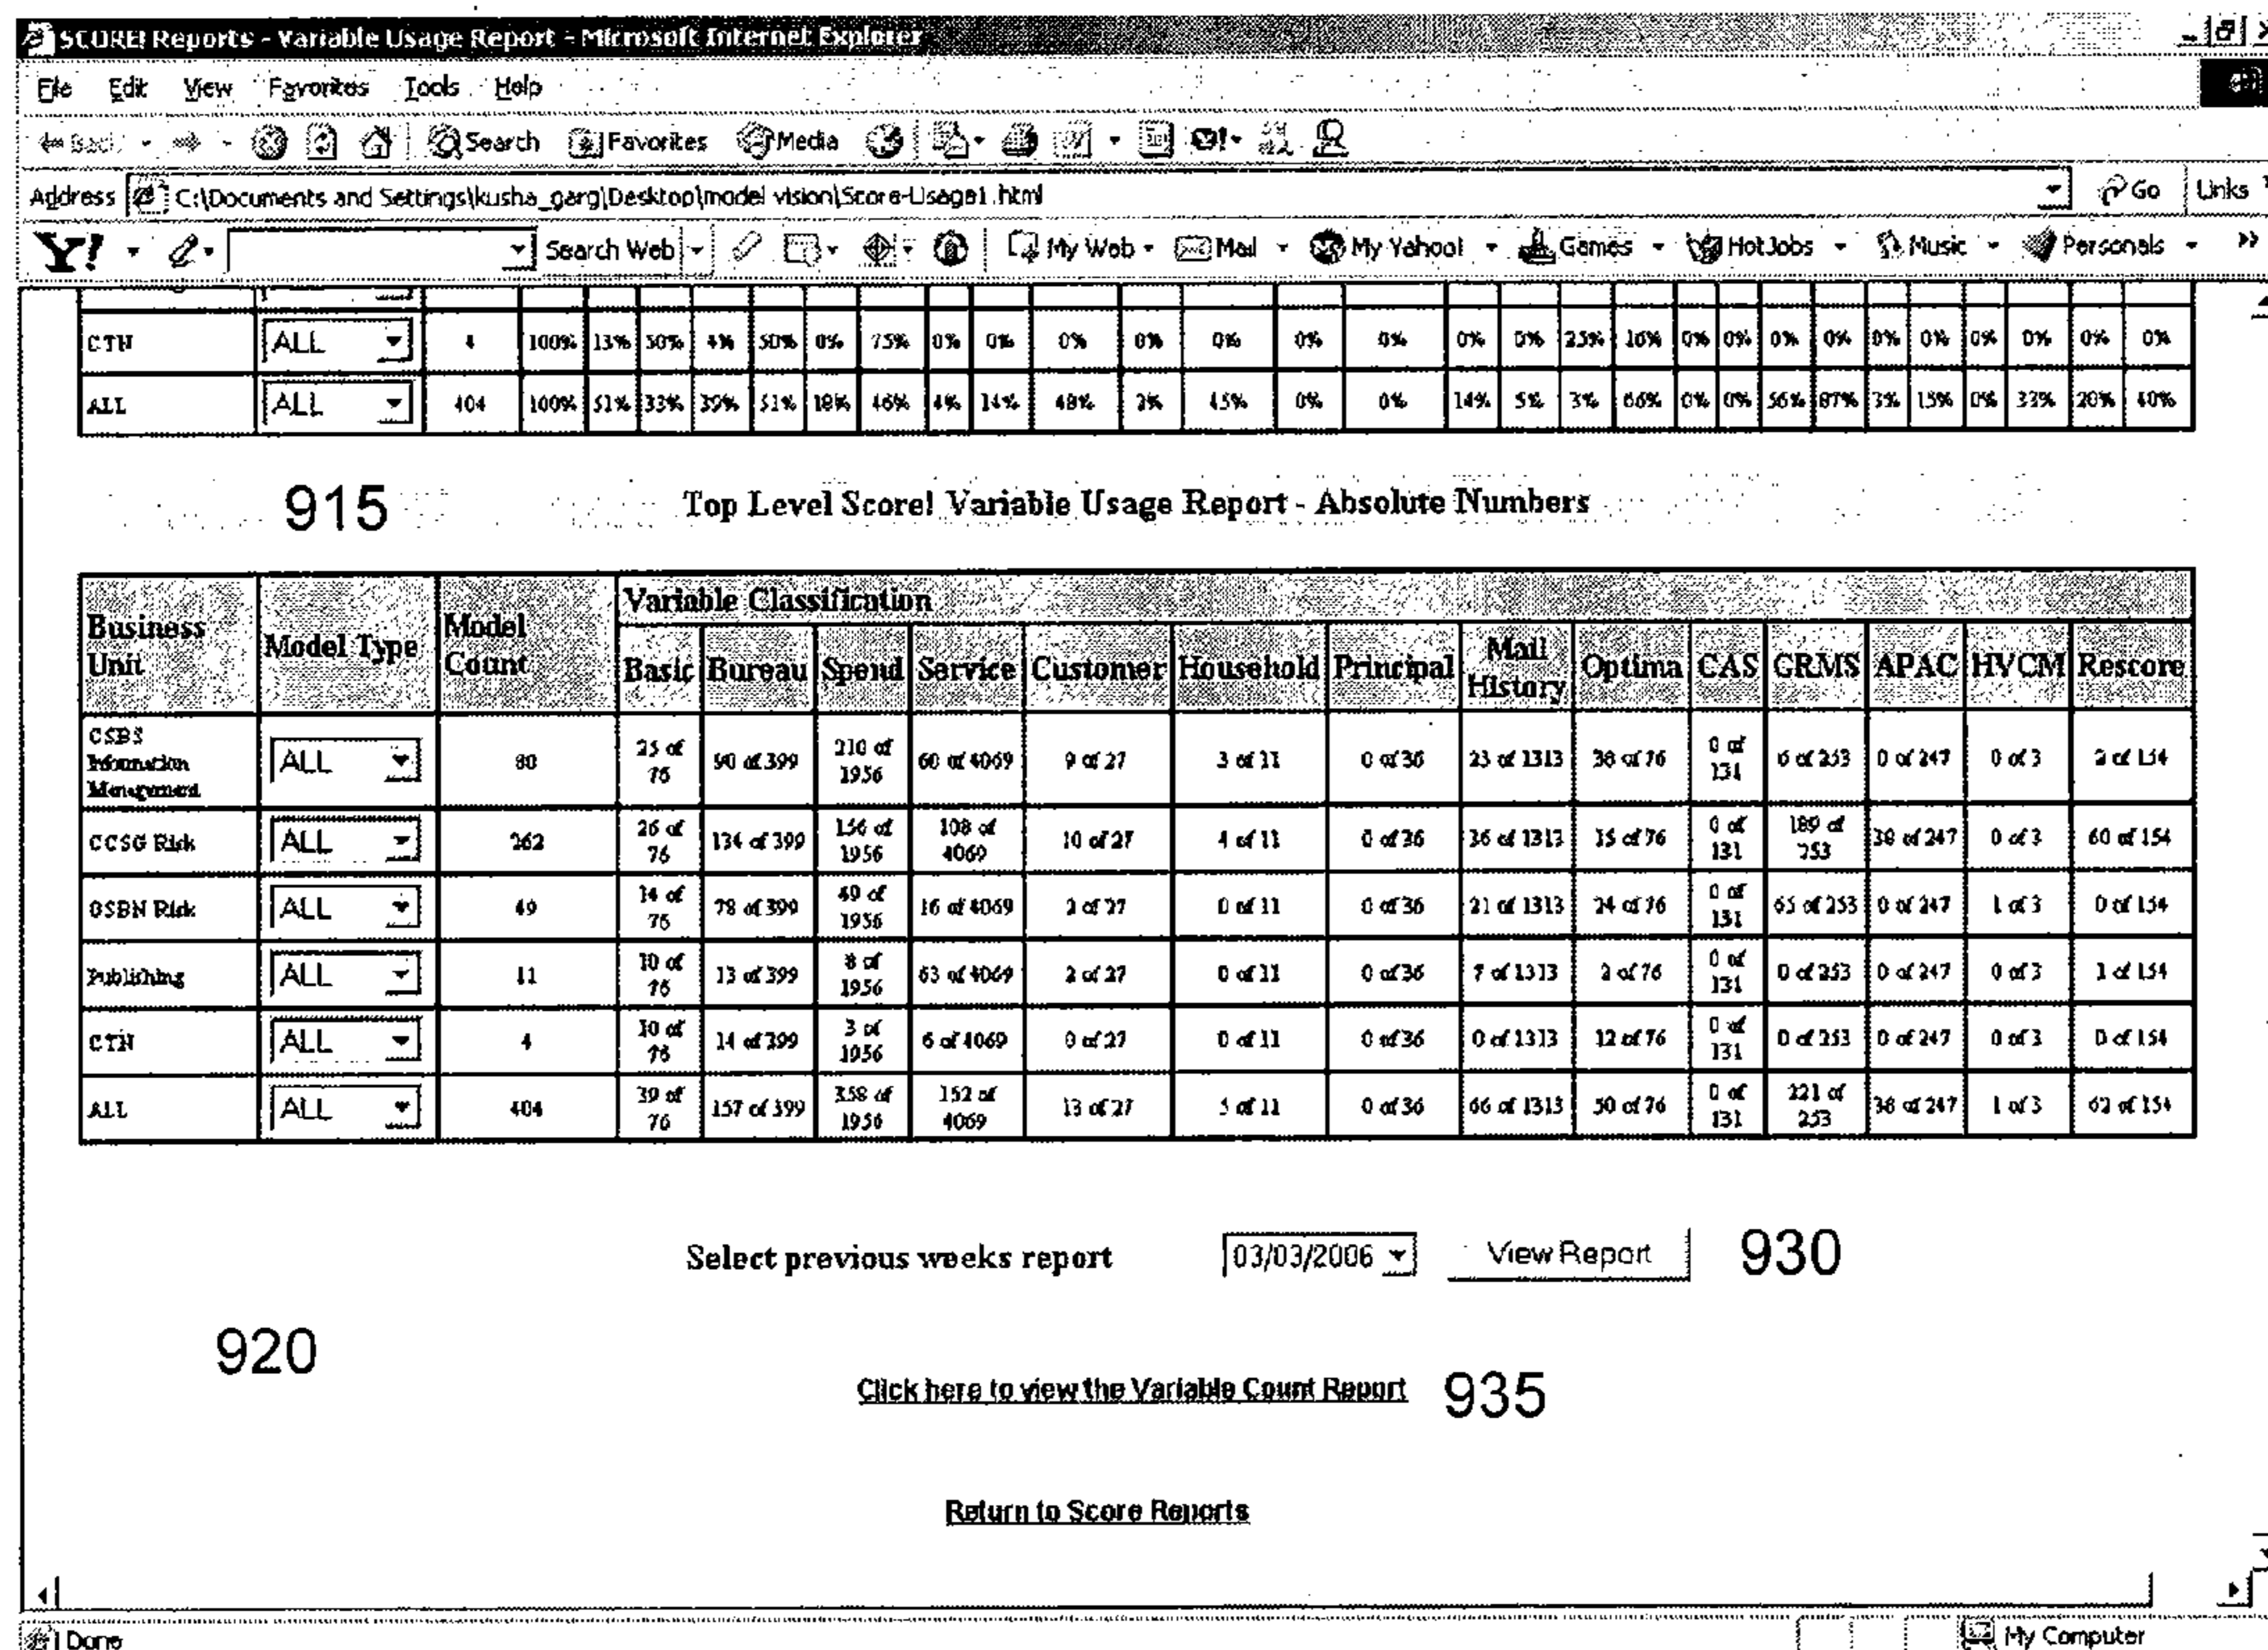 SCORE! Reports - Variable Usage Report - Microsoft Internet Explorer
File Edit View Favorites Tools Help
Back Search Favorites Media
Address C:\Documents and Settings\kusha_garg\Desktop\model vision\Score-Usage1.html Go Links
Y! Search Web My Web Mail My Yahoo! Games HotJobs Music Personals »
CTN ALL 4 100% 13% 50% 4% 50% 0% 75% 0% 0% 0% 0% 0% 0% 0% 0% 0% 25% 16% 0% 0% 0% 0% 0% 0% 0% 0% 0% 0%
ALL ALL 404 100% 51% 33% 39% 51% 18% 46% 4% 14% 48% 2% 45% 0% 0% 14% 5% 3% 66% 0% 0% 56% 87% 3% 15% 0% 33% 20% 40%
915 Top Level Score! Variable Usage Report - Absolute Numbers
Business Unit Model Type Model Count Variable Classification
Basic Bureau Spend Service Customer Household Principal Mail History Optima CAS GRMS APAC HVCM Rescore
CSBS Information Management ALL 80 25 of 76 90 of 399 210 of 1956 60 of 4069 9 of 27 3 of 11 0 of 36 23 of 1313 38 of 76 0 of 131 6 of 253 0 of 247 0 of 3 2 of 154
CCSG Risk ALL 262 26 of 76 134 of 399 156 of 1956 108 of 4069 10 of 27 4 of 11 0 of 36 36 of 1313 15 of 76 0 of 131 189 of 253 38 of 247 0 of 3 60 of 154
OSBN Risk ALL 49 14 of 76 78 of 399 49 of 1956 16 of 4069 2 of 27 0 of 11 0 of 36 21 of 1313 24 of 76 0 of 131 65 of 253 0 of 247 1 of 3 0 of 154
Publishing ALL 11 10 of 76 13 of 399 8 of 1956 63 of 4069 2 of 27 0 of 11 0 of 36 7 of 1313 2 of 76 0 of 131 0 of 253 0 of 247 0 of 3 1 of 154
CTN ALL 4 10 of 76 14 of 399 3 of 1956 6 of 4069 0 of 27 0 of 11 0 of 36 0 of 1313 12 of 76 0 of 131 0 of 253 0 of 247 0 of 3 0 of 154
ALL ALL 404 39 of 76 157 of 399 358 of 1956 152 of 4069 13 of 27 5 of 11 0 of 36 66 of 1313 50 of 76 0 of 131 221 of 253 38 of 247 1 of 3 62 of 154
Select previous weeks report 03/03/2006 View Report 930
920
Click here to view the Variable Count Report 935
Return to Score Reports
Done My Computer